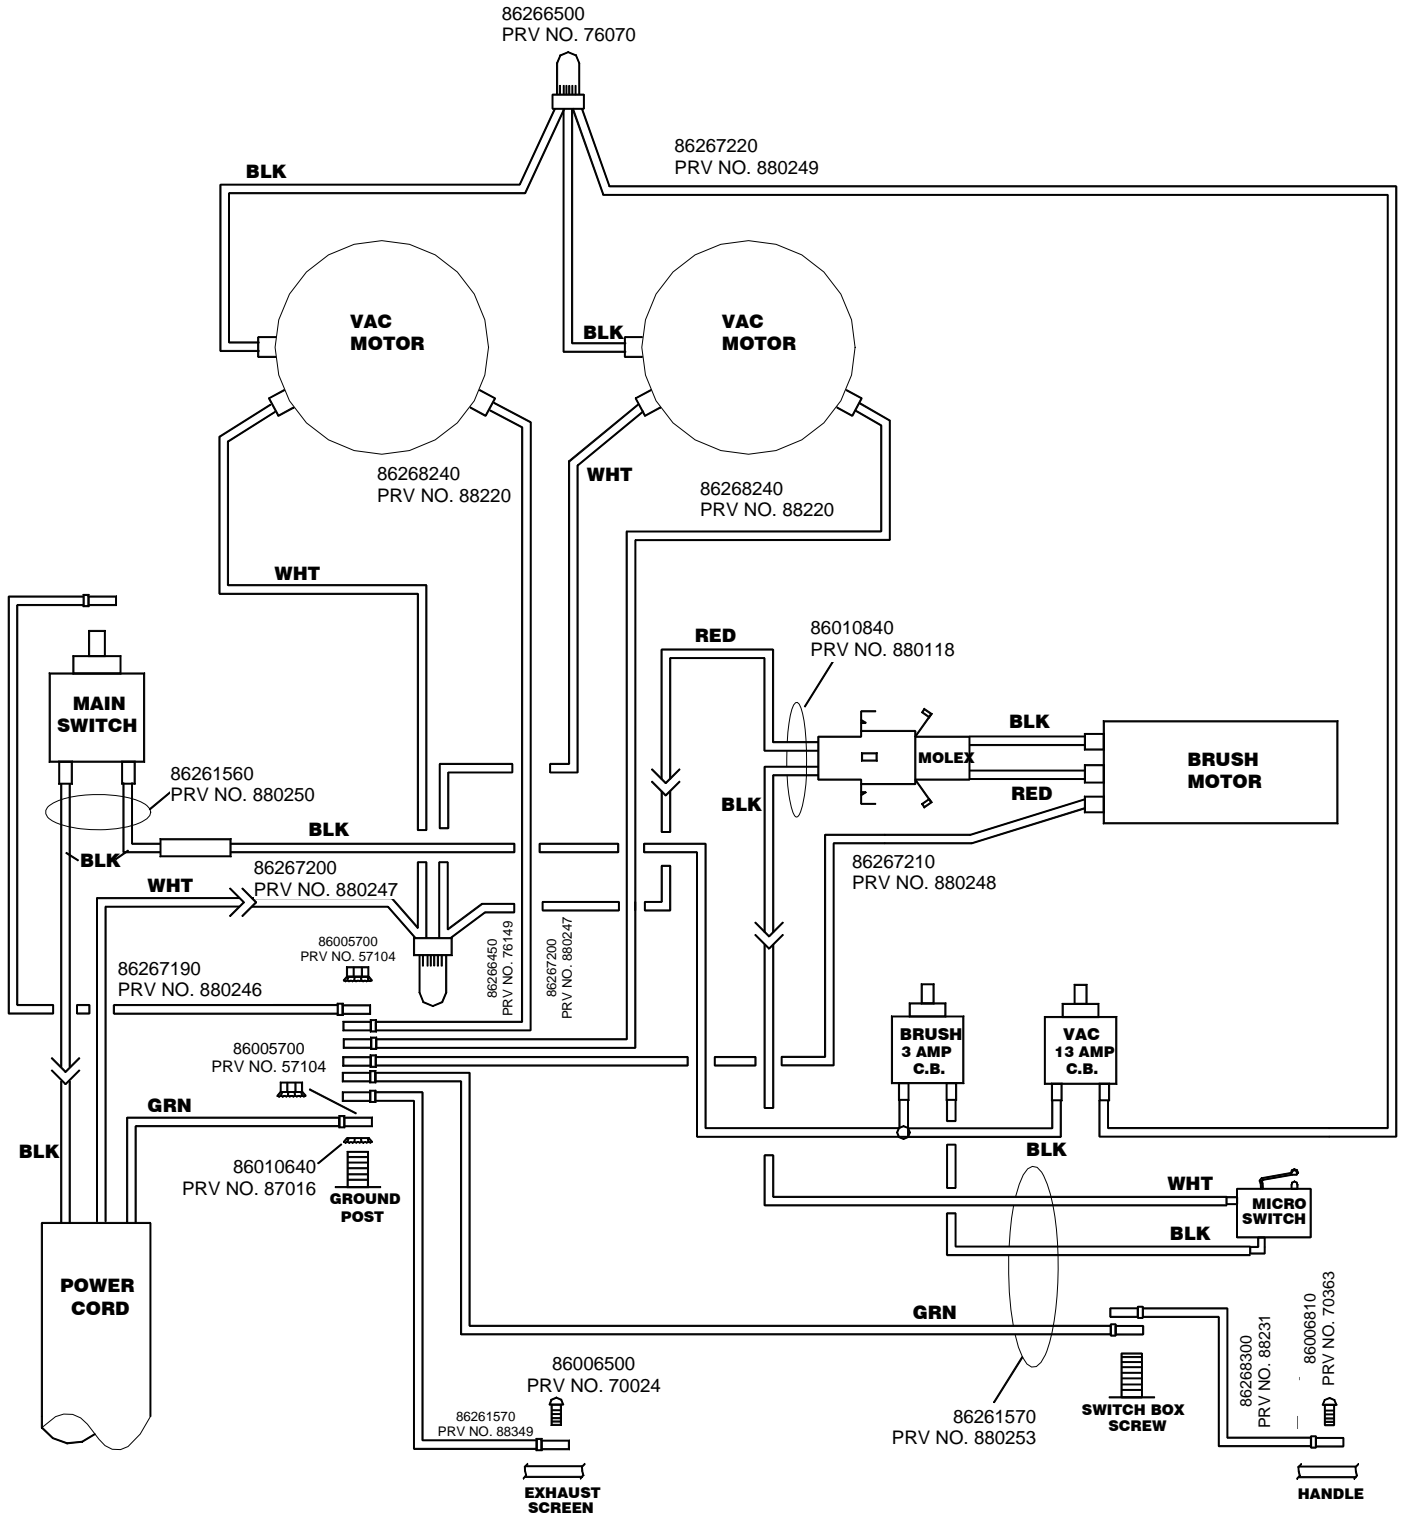 86266500
PRV NO. 76070
86267220
PRV NO. 880249
BLK
VAC
MOTOR
BLK
VAC
MOTOR
86268240
PRV NO. 88220
WHT
86268240
PRV NO. 88220
WHT
RED
86010840
PRV NO. 880118
MAIN
SWITCH
BLK
MOLEX
BRUSH
MOTOR
RED
BLK
86261560
PRV NO. 880250
BLK
BLK
86267200
PRV NO. 880247
WHT
86267210
PRV NO. 880248
86005700
PRV NO. 57104
86266450
PRV NO. 76149
86267200
PRV NO. 880247
86267190
PRV NO. 880246
86005700
PRV NO. 57104
BRUSH
3 AMP
C.B.
VAC
13 AMP
C.B.
GRN
BLK
BLK
86010640
PRV NO. 87016
GROUND
POST
WHT
MICRO
SWITCH
BLK
POWER
CORD
GRN
86268300
PRV NO. 88231
86006810
PRV NO. 70363
86006500
PRV NO. 70024
86261570
PRV NO. 88349
86261570
PRV NO. 880253
SWITCH BOX
SCREW
EXHAUST
SCREEN
HANDLE